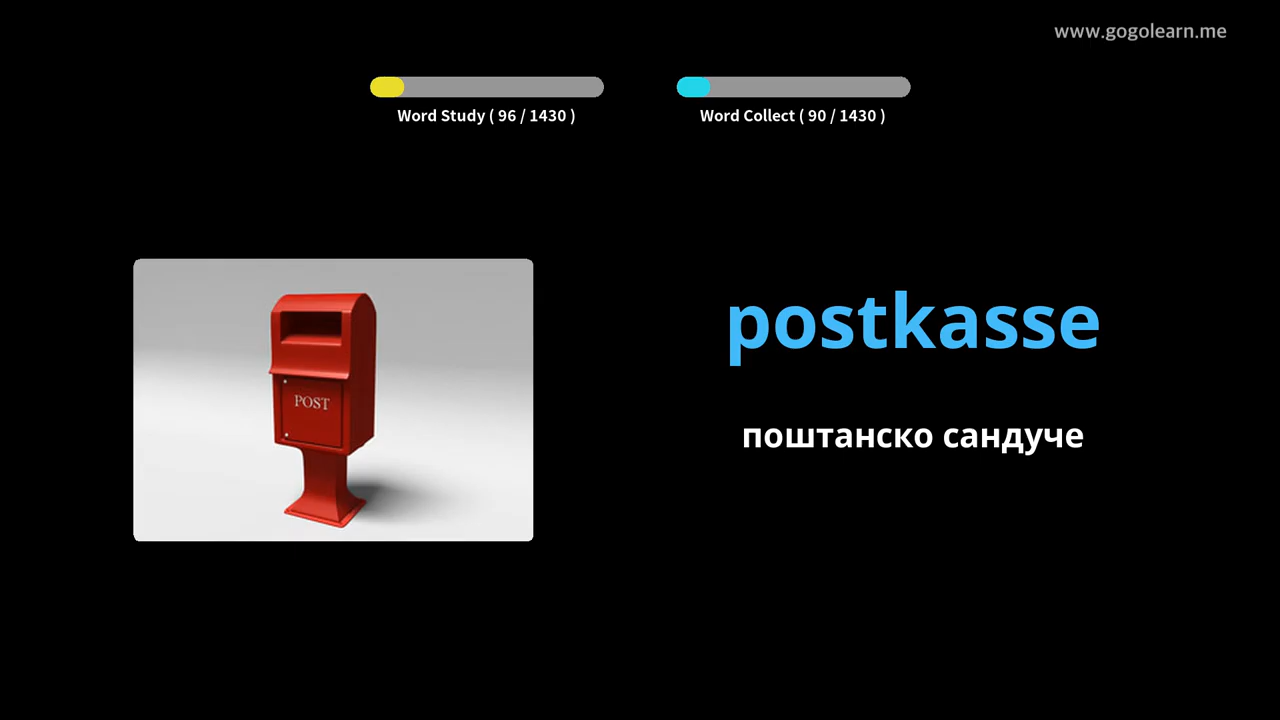 www.gogolearn.me
Word Study ( 96 / 1430 )
Word Collect ( 90 / 1430 )
POST
postkasse
поштанско сандуче